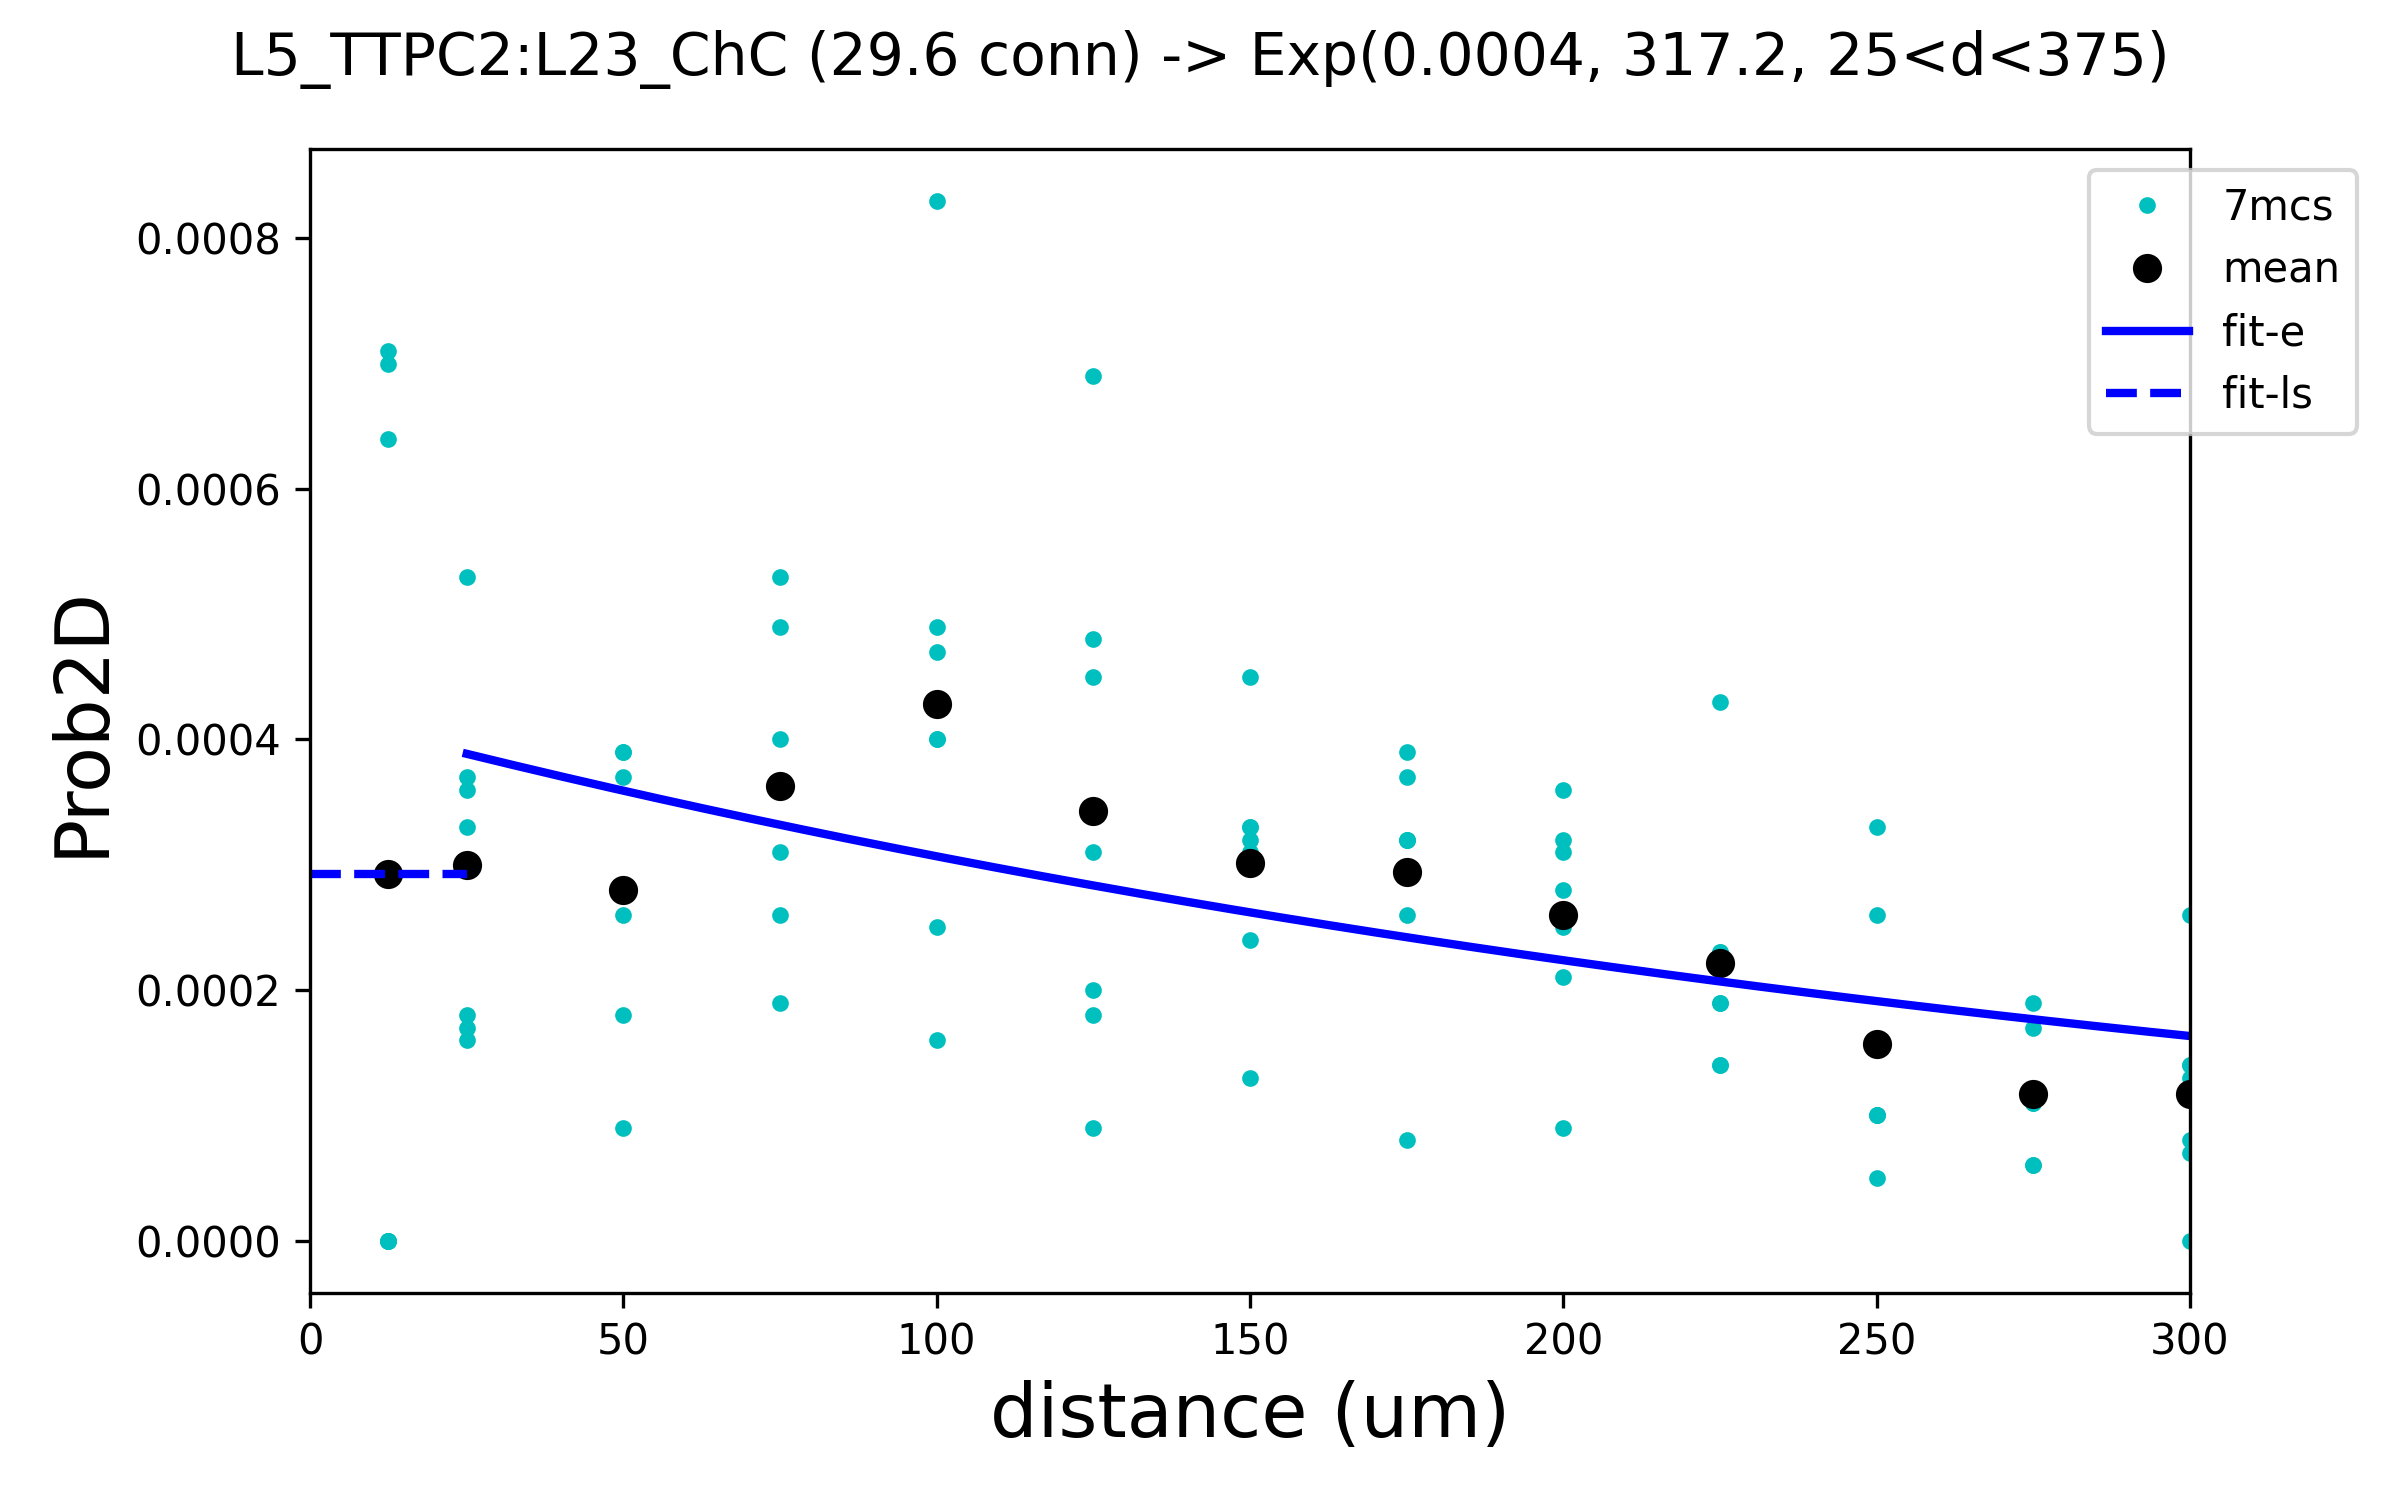 L5_TTPC2:L23_ChC (29.6 conn) -> Exp(0.0004, 317.2, 25<d<375)
7mcs
mean
fit-e
fit-ls
Prob2D
0.0008
0.0006
0.0004
0.0002
0.0000
0 50 100 150 200 250 300
distance (um)